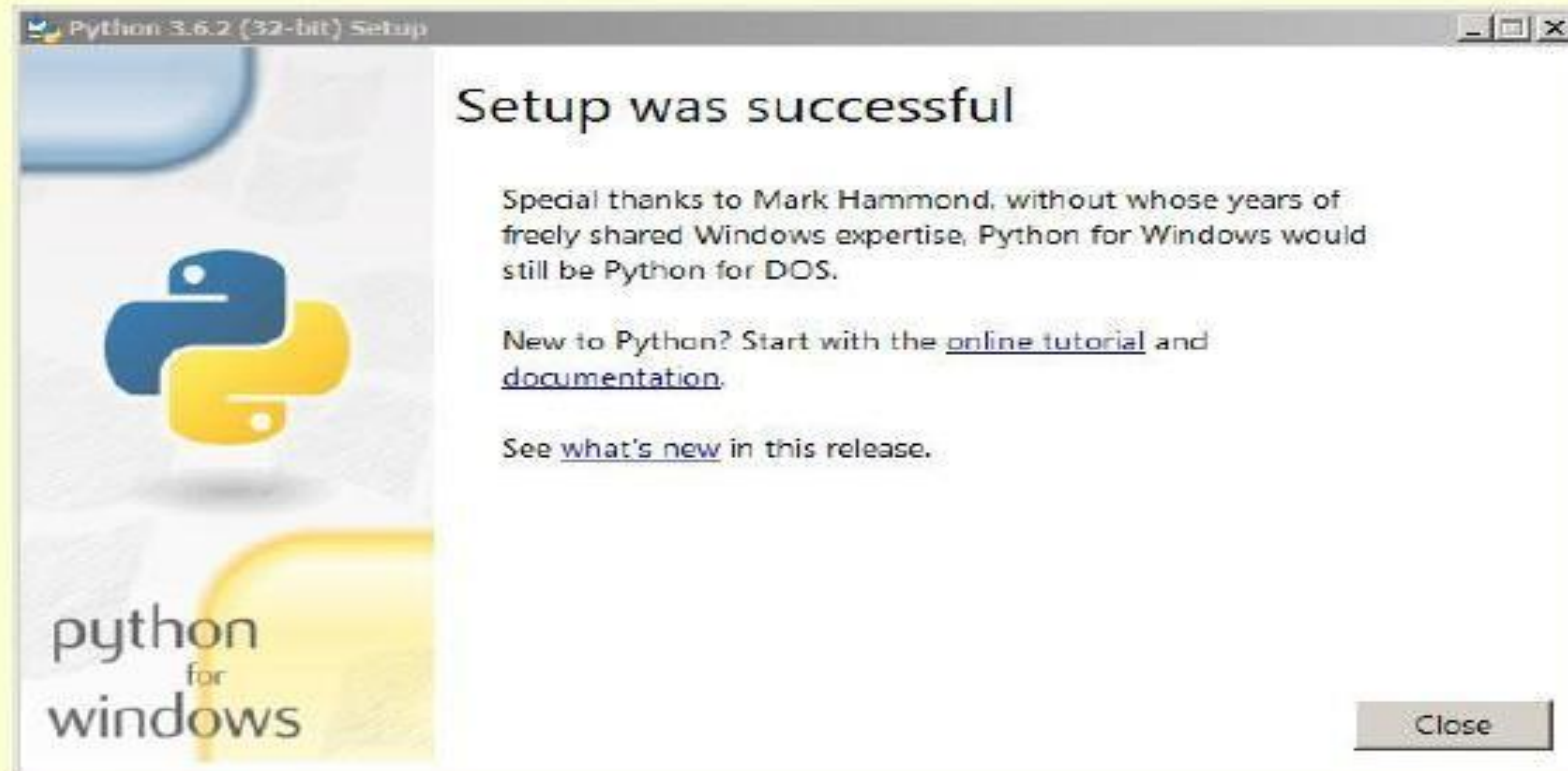 Python 3.6.2 (32-bit) Setup
Setup was successful
Special thanks to Mark Hammond, without whose years of
freely shared Windows expertise, Python for Windows would
still be Python for DOS.
New to Python? Start with the online tutorial and
documentation.
See what's new in this release.
python
for
windows
Close